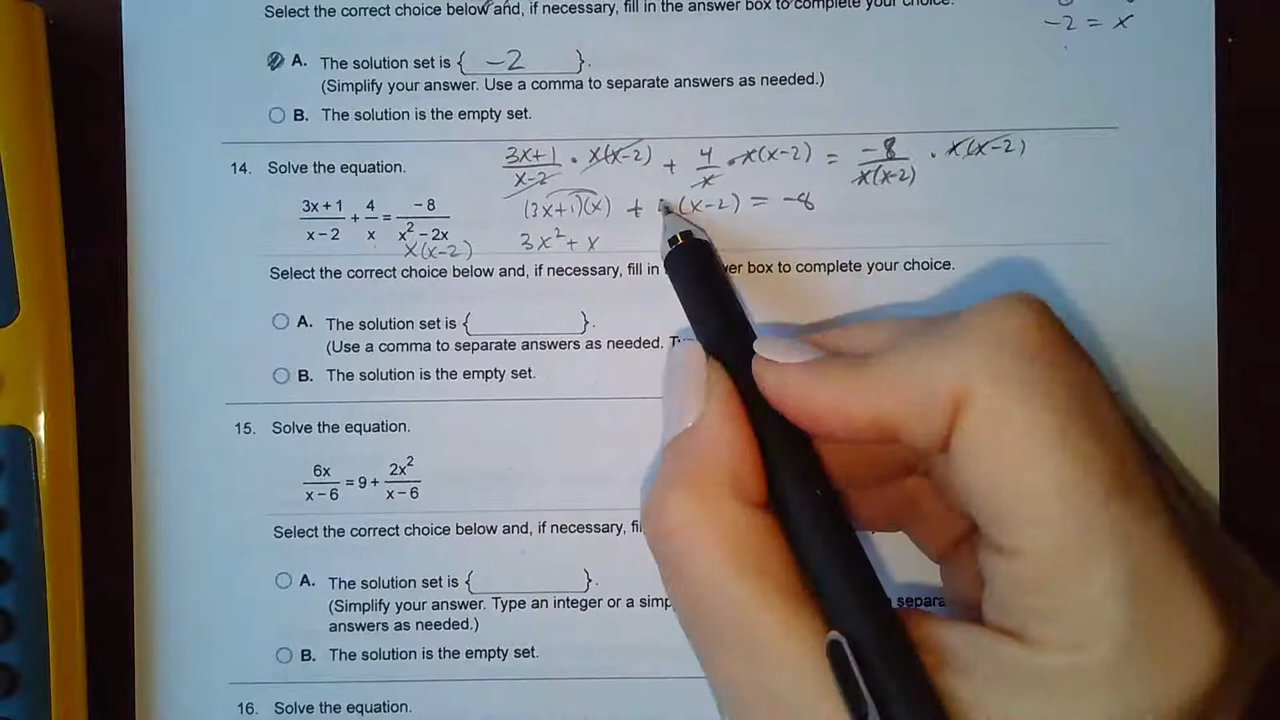 Select the correct choice below and, if necessary, fill in the answer box to complete your choice.
-2 = x
A. The solution set is { -2 }.
(Simplify your answer. Use a comma to separate answers as needed.)
B. The solution is the empty set.
14. Solve the equation.
(3x+1)/(x-2) · x(x-2) + 4/x · x(x-2) = -8/(x(x-2)) · x(x-2)
(3x+1)/(x-2) + 4/x = -8/(x²-2x)
x(x-2)
(3x+1)(x) + (x-2) = -8
3x² + x
Select the correct choice below and, if necessary, fill in wer box to complete your choice.
A. The solution set is { }.
(Use a comma to separate answers as needed.
B. The solution is the empty set.
15. Solve the equation.
6x/(x-6) = 9 + 2x²/(x-6)
Select the correct choice below and, if necessary,
A. The solution set is { }.
(Simplify your answer. Type an integer or a simp separa
answers as needed.)
B. The solution is the empty set.
16. Solve the equation.